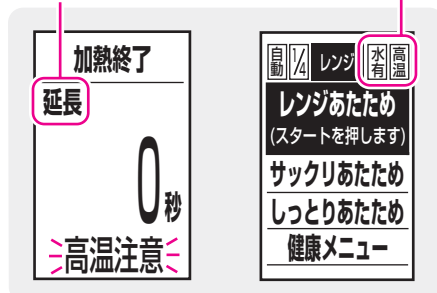 加熱終了
延長
0秒
高温注意
自動 1/4 レンジ 水有 高温
レンジあたため
(スタートを押します)
サックリあたため
しっとりあたため
健康メニュー